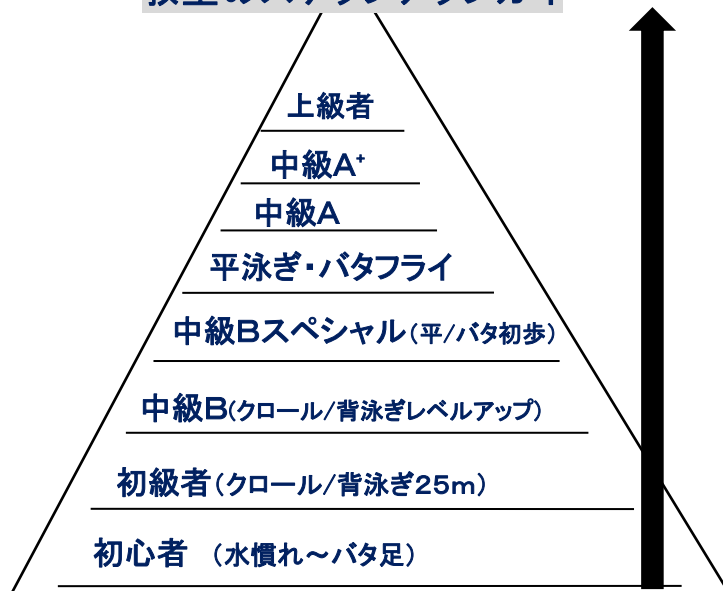 上級者
中級A⁺
中級A
平泳ぎ・バタフライ
中級Bスペシャル(平/バタ初歩)
中級B(クロール/背泳ぎレベルアップ)
初級者(クロール/背泳ぎ25m)
初心者 (水慣れ~バタ足)